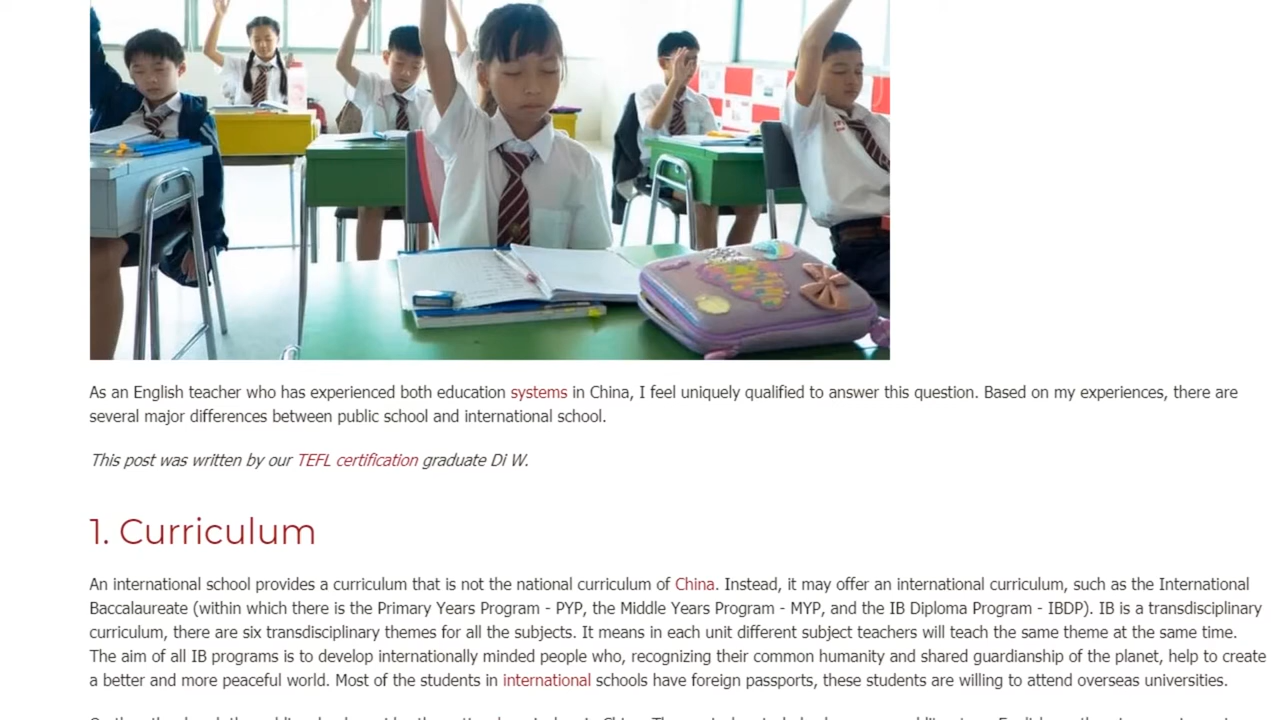 As an English teacher who has experienced both education systems in China, I feel uniquely qualified to answer this question. Based on my experiences, there are
several major differences between public school and international school.
This post was written by our TEFL certification graduate Di W.
1. Curriculum
An international school provides a curriculum that is not the national curriculum of China. Instead, it may offer an international curriculum, such as the International
Baccalaureate (within which there is the Primary Years Program - PYP, the Middle Years Program - MYP, and the IB Diploma Program - IBDP). IB is a transdisciplinary
curriculum, there are six transdisciplinary themes for all the subjects. It means in each unit different subject teachers will teach the same theme at the same time.
The aim of all IB programs is to develop internationally minded people who, recognizing their common humanity and shared guardianship of the planet, help to create
a better and more peaceful world. Most of the students in international schools have foreign passports, these students are willing to attend overseas universities.